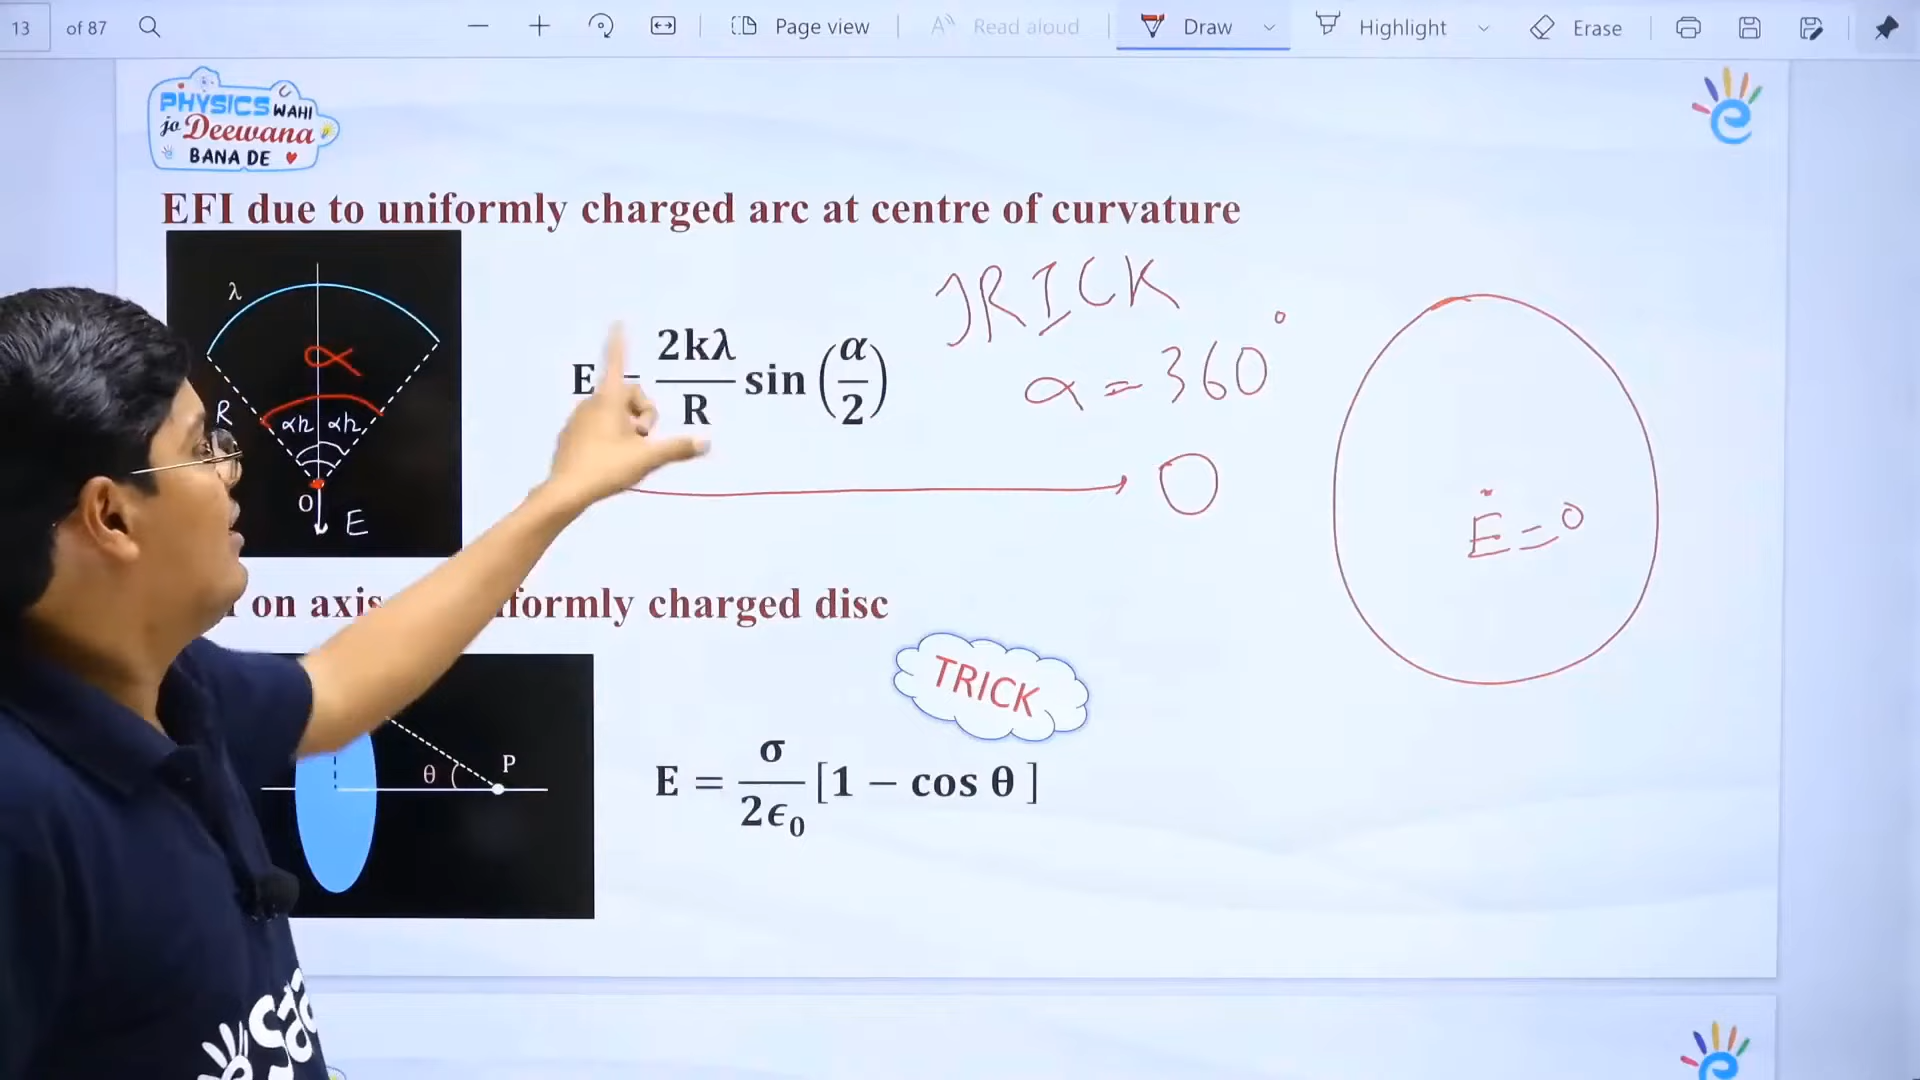 13 of 87 Page view Read aloud Draw Highlight Erase
PHYSICS WAHI
jo Deewana
BANA DE
e
EFI due to uniformly charged arc at centre of curvature
λ
α
R
α/2 α/2
O
E
E = 2kλ/R sin (α/2)
TRICK
α = 360°
O
E = 0
on axis
formly charged disc
TRICK
θ
P
E = σ/2ϵ₀ [1 − cos θ ]